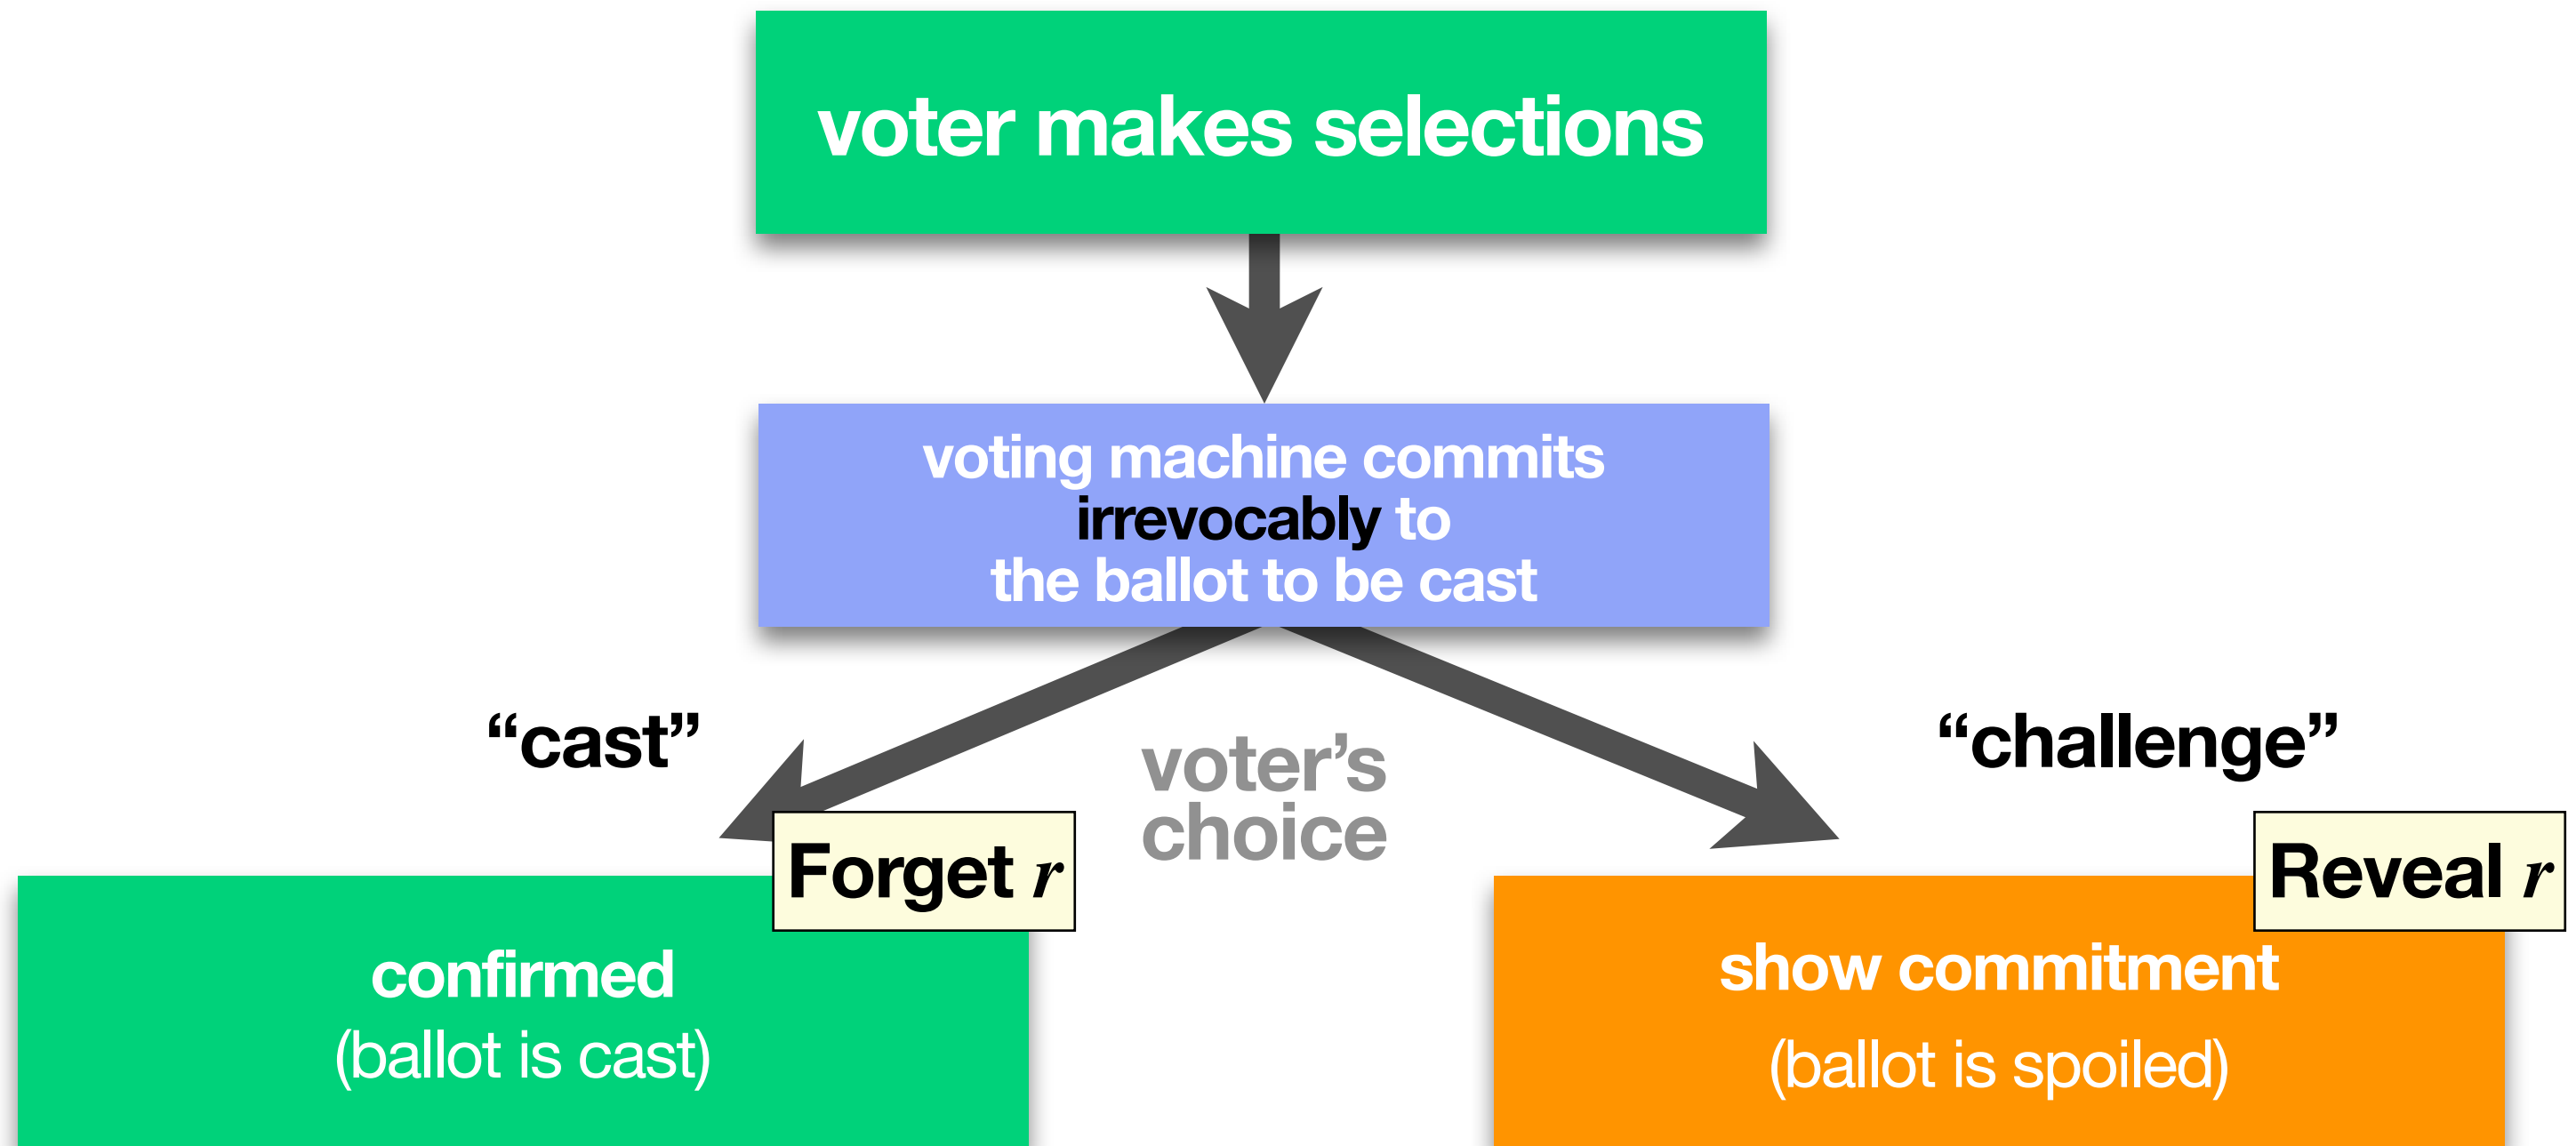 voter makes selections
voting machine commits
irrevocably to
the ballot to be cast
“cast”
voter’s
choice
“challenge”
Forget r
Reveal r
confirmed
(ballot is cast)
show commitment
(ballot is spoiled)